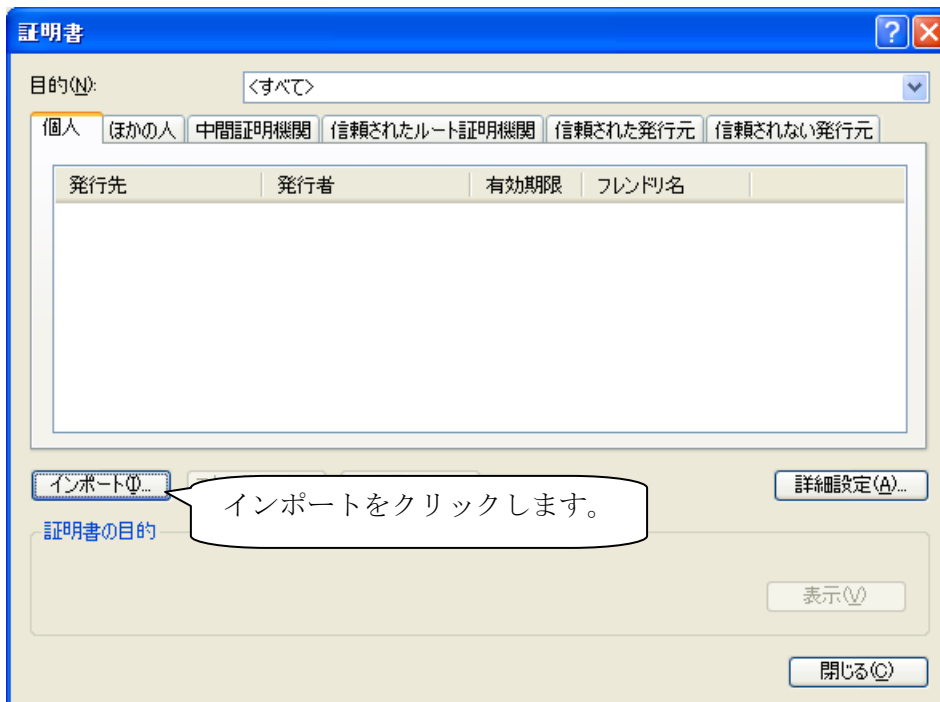 証明書
目的(N):
<すべて>
個人 ほかの人 中間証明機関 信頼されたルート証明機関 信頼された発行元 信頼されない発行元
発行先 発行者 有効期限 フレンドリ名
インポート(I)... 詳細設定(A)...
インポートをクリックします。
証明書の目的
表示(V)
閉じる(C)